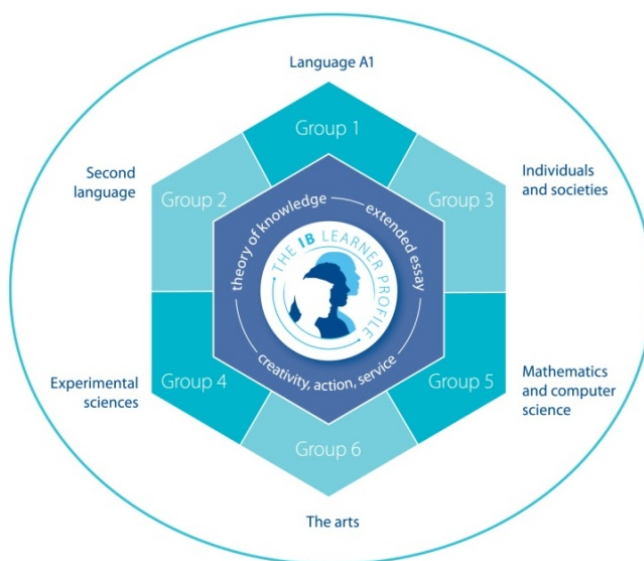 Language A1
Group 1
Second
language
Group 2
Individuals
and societies
Group 3
theory of knowledge
extended essay
THE IB LEARNER PROFILE
creativity, action, service
Experimental
sciences
Group 4
Mathematics
and computer
science
Group 5
Group 6
The arts